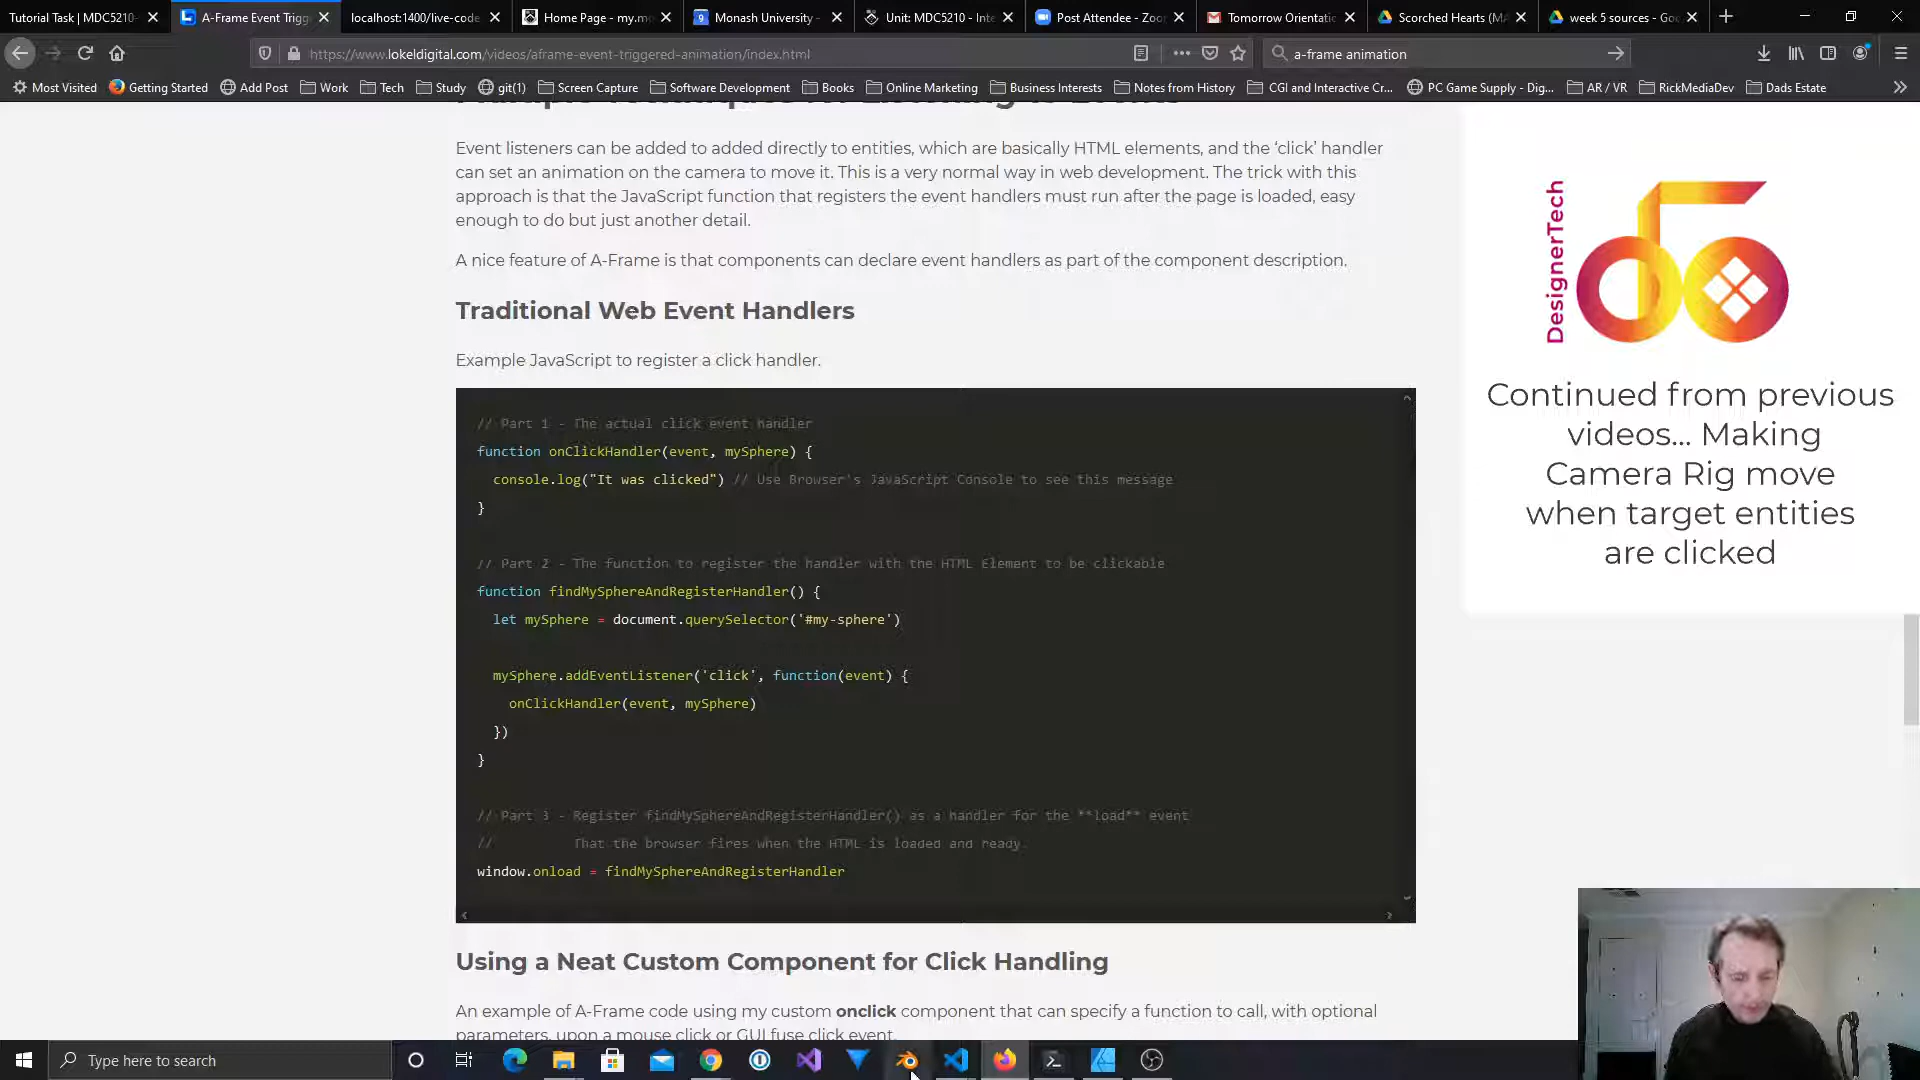 Tutorial Task | MDC5210-
A-Frame Event Trigg
localhost:1400/live-code
Home Page - my.mo
Monash University -
Unit: MDC5210 - Inte
Post Attendee - Zoo
Tomorrow Orientatic
Scorched Hearts (MA
week 5 sources - Goo
https://www.lokeldigital.com/videos/aframe-event-triggered-animation/index.html
a-frame animation
Most Visited
Getting Started
Add Post
Work
Tech
Study
git(1)
Screen Capture
Software Development
Books
Online Marketing
Business Interests
Notes from History
CGI and Interactive Cr...
PC Game Supply - Dig...
AR / VR
RickMediaDev
Dads Estate
Event listeners can be added to added directly to entities, which are basically HTML elements, and the ‘click’ handler
can set an animation on the camera to move it. This is a very normal way in web development. The trick with this
approach is that the JavaScript function that registers the event handlers must run after the page is loaded, easy
enough to do but just another detail.
A nice feature of A-Frame is that components can declare event handlers as part of the component description.
Traditional Web Event Handlers
Example JavaScript to register a click handler.
// Part 1 - The actual click event handler
function onClickHandler(event, mySphere) {
console.log("It was clicked") // Use Browser's JavaScript Console to see this message
}
// Part 2 - The function to register the handler with the HTML Element to be clickable
function findMySphereAndRegisterHandler() {
let mySphere = document.querySelector('#my-sphere')
mySphere.addEventListener('click', function(event) {
onClickHandler(event, mySphere)
})
}
// Part 3 - Register findMySphereAndRegisterHandler() as a handler for the **load** event
// That the browser fires when the HTML is loaded and ready.
window.onload = findMySphereAndRegisterHandler
Using a Neat Custom Component for Click Handling
An example of A-Frame code using my custom onclick component that can specify a function to call, with optional
parameters, upon a mouse click or GUI fuse click event.
DesignerTech
Continued from previous
videos... Making
Camera Rig move
when target entities
are clicked
Type here to search